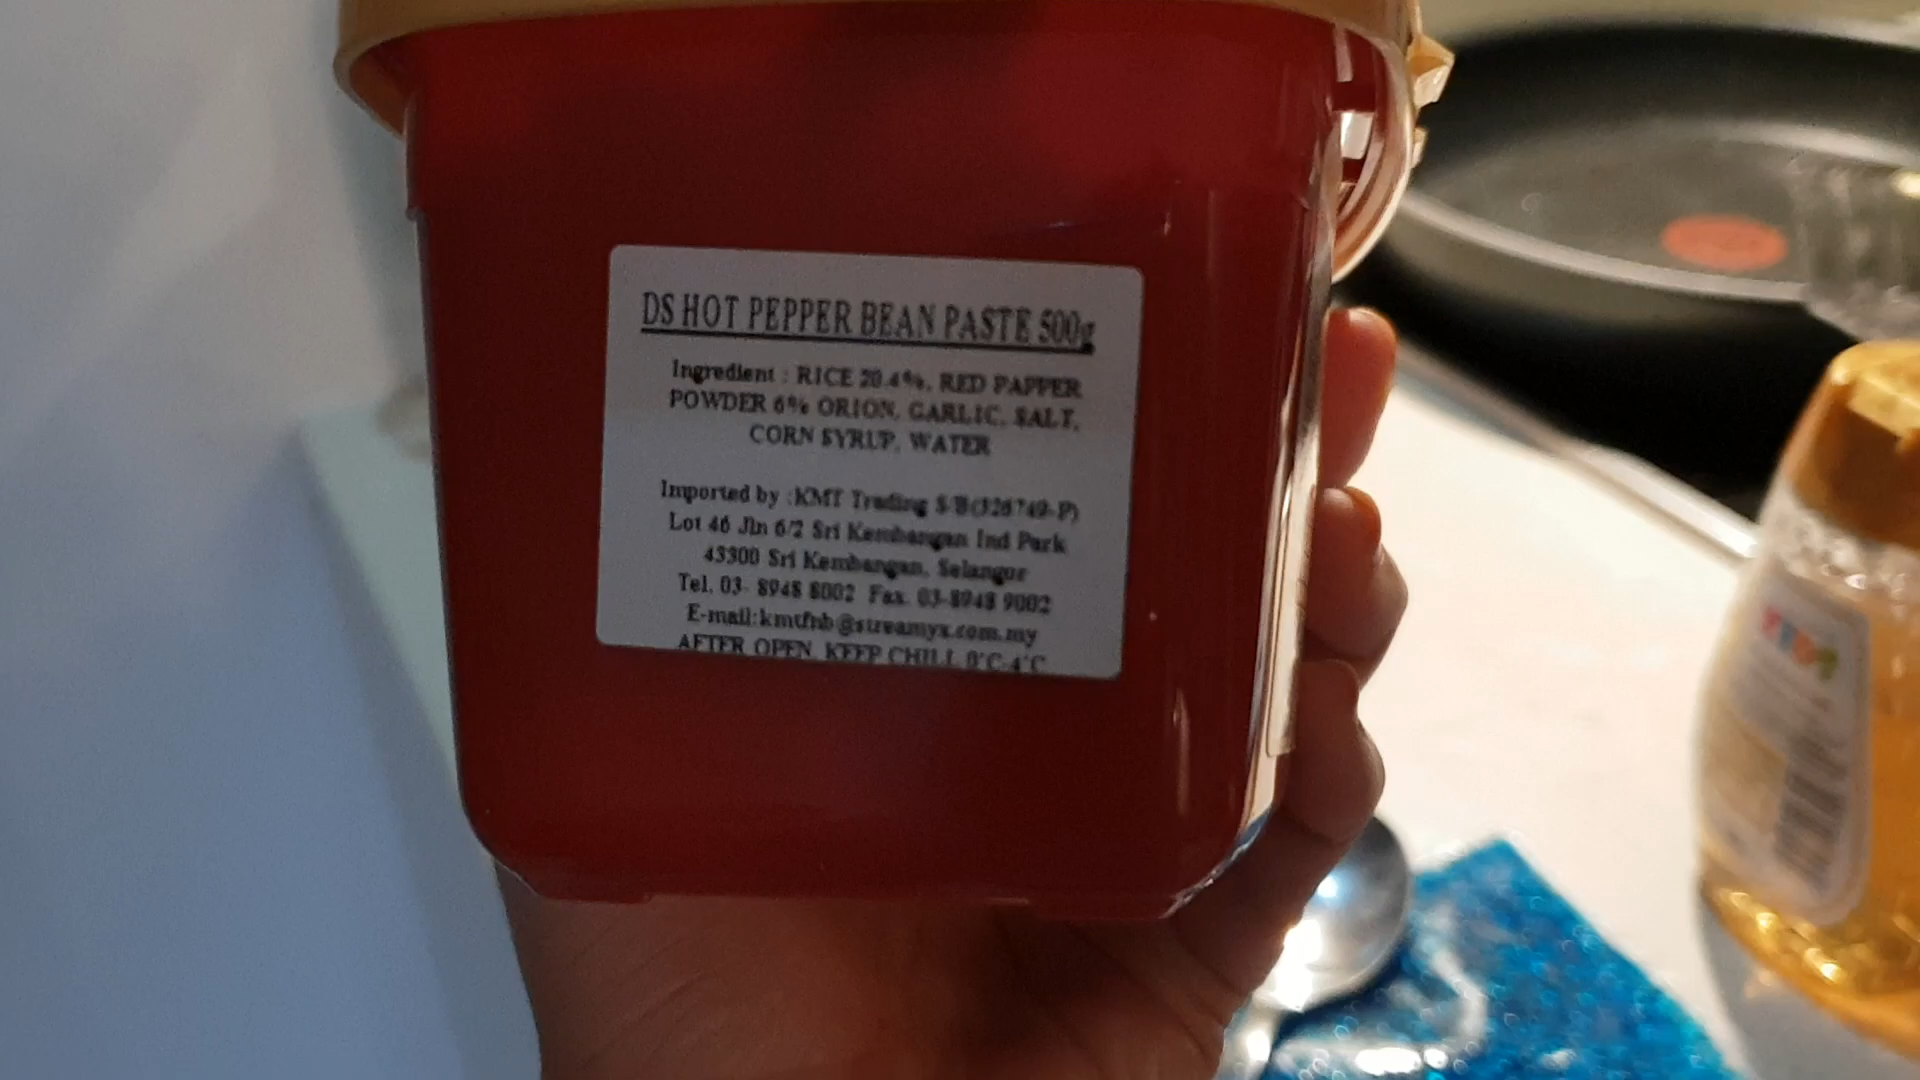 DS HOT PEPPER BEAN PASTE 500g
Ingredient : RICE 20.4%, RED PAPPER
POWDER 6% ORION, GARLIC, SALT,
CORN SYRUP, WATER
Imported by :KMT Trading S/B(326749-P)
Lot 46 Jln 6/2 Sri Kembangan Ind Park
43300 Sri Kembangan, Selangor
Tel. 03- 8948 8002 Fax. 03-8948 9002
E-mail:kmtfnb@streamyx.com.my
AFTER OPEN, KEEP CHILL 0°C-4°C